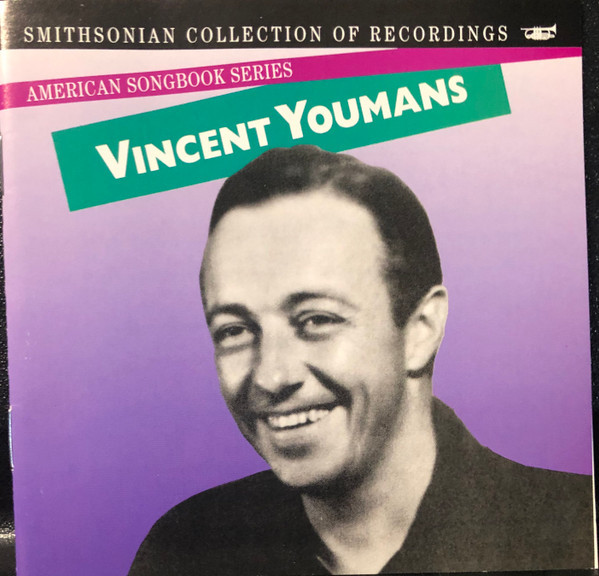 SMITHSONIAN COLLECTION OF RECORDINGS
AMERICAN SONGBOOK SERIES
VINCENT YOUMANS